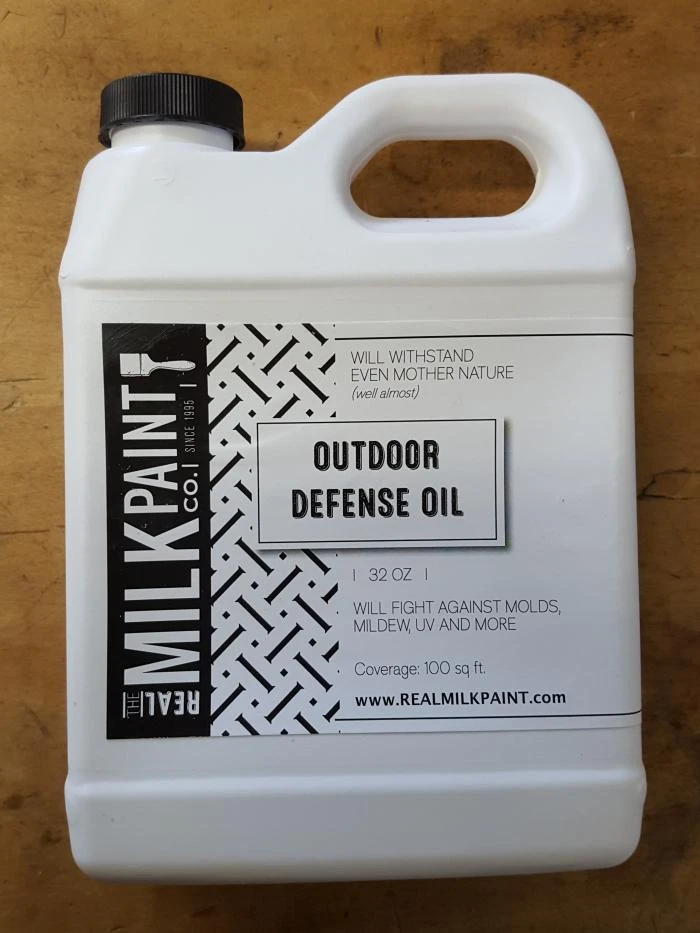 THE
REAL
MILK PAINT
CO. |
SINCE 1995 |
WILL WITHSTAND
EVEN MOTHER NATURE
(well almost)
OUTDOOR
DEFENSE OIL
| 32 OZ |
WILL FIGHT AGAINST MOLDS,
MILDEW, UV AND MORE
Coverage: 100 sq ft.
www.REALMILKPAINT.com